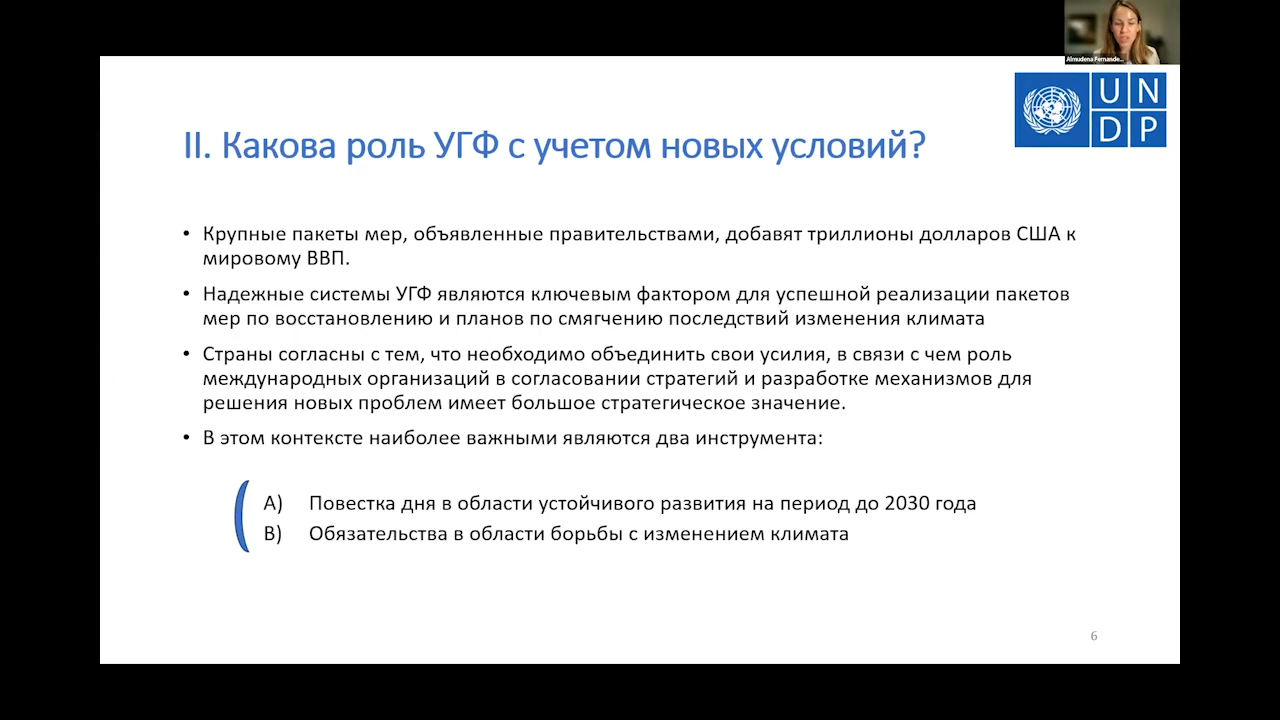 Almudena Fernande...
UN
DP
II. Какова роль УГФ с учетом новых условий?
• Крупные пакеты мер, объявленные правительствами, добавят триллионы долларов США к
мировому ВВП.
• Надежные системы УГФ являются ключевым фактором для успешной реализации пакетов
мер по восстановлению и планов по смягчению последствий изменения климата
• Страны согласны с тем, что необходимо объединить свои усилия, в связи с чем роль
международных организаций в согласовании стратегий и разработке механизмов для
решения новых проблем имеет большое стратегическое значение.
• В этом контексте наиболее важными являются два инструмента:
A) Повестка дня в области устойчивого развития на период до 2030 года
B) Обязательства в области борьбы с изменением климата
6